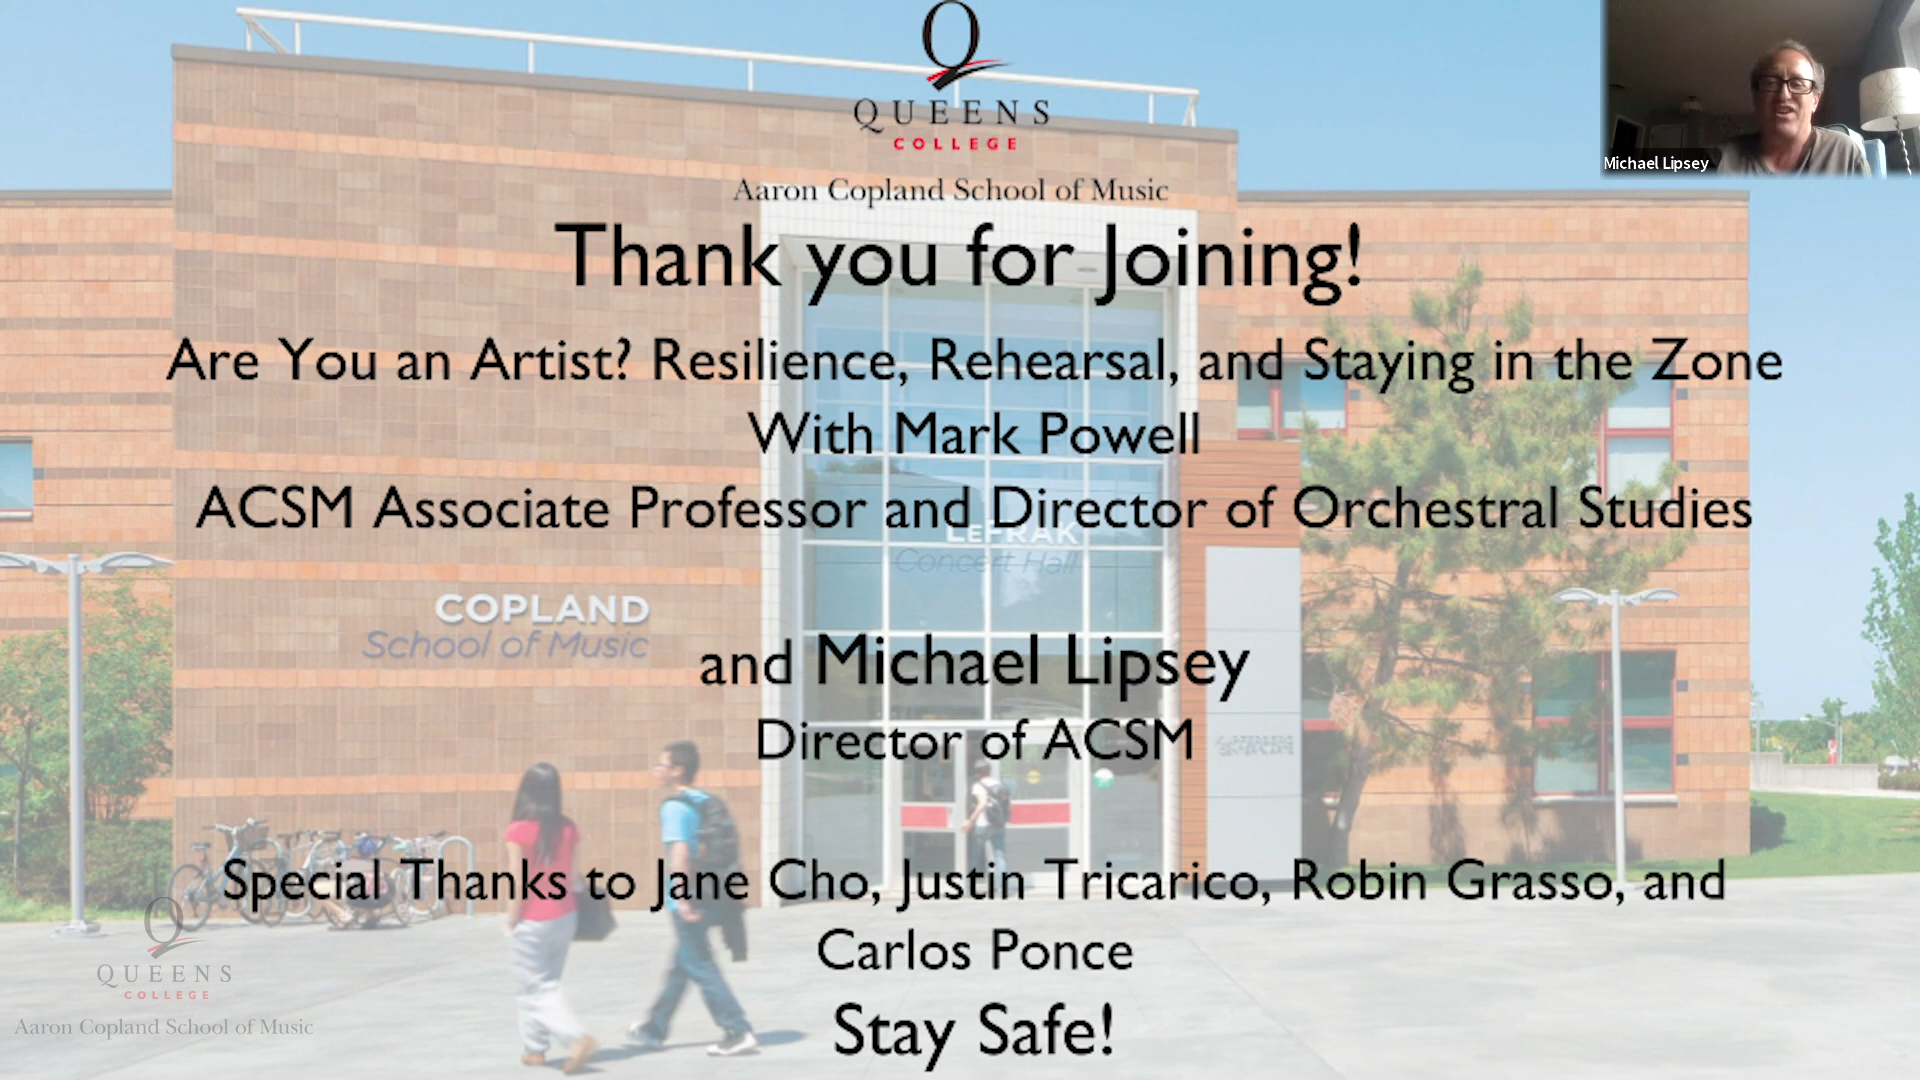 QUEENS
COLLEGE
Aaron Copland School of Music
Michael Lipsey
Thank you for Joining!
Are You an Artist? Resilience, Rehearsal, and Staying in the Zone
With Mark Powell
ACSM Associate Professor and Director of Orchestral Studies
LEFRAK
Concert Hall
COPLAND
School of Music
and Michael Lipsey
Director of ACSM
Special Thanks to Jane Cho, Justin Tricarico, Robin Grasso, and
Carlos Ponce
Stay Safe!
QUEENS
COLLEGE
Aaron Copland School of Music